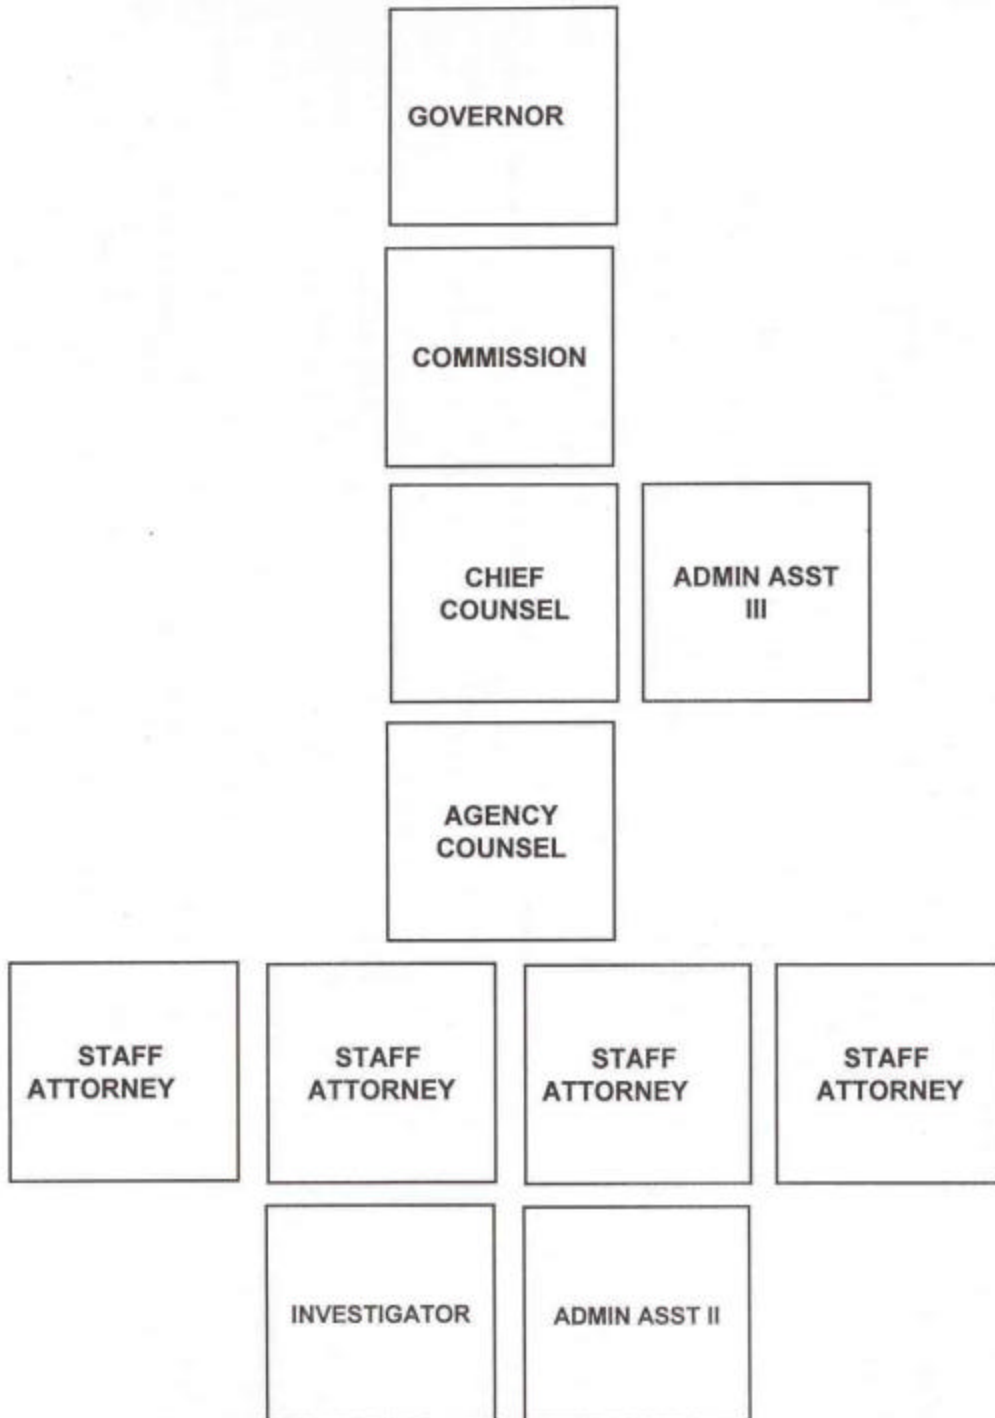 GOVERNOR
COMMISSION
CHIEF
COUNSEL
ADMIN ASST
III
AGENCY
COUNSEL
STAFF
ATTORNEY
STAFF
ATTORNEY
STAFF
ATTORNEY
STAFF
ATTORNEY
INVESTIGATOR
ADMIN ASST II